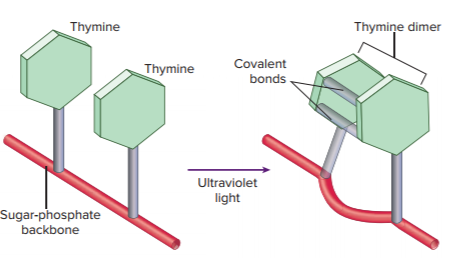 Thymine
Thymine
Sugar-phosphate
backbone
Ultraviolet
light
Thymine dimer
Covalent
bonds